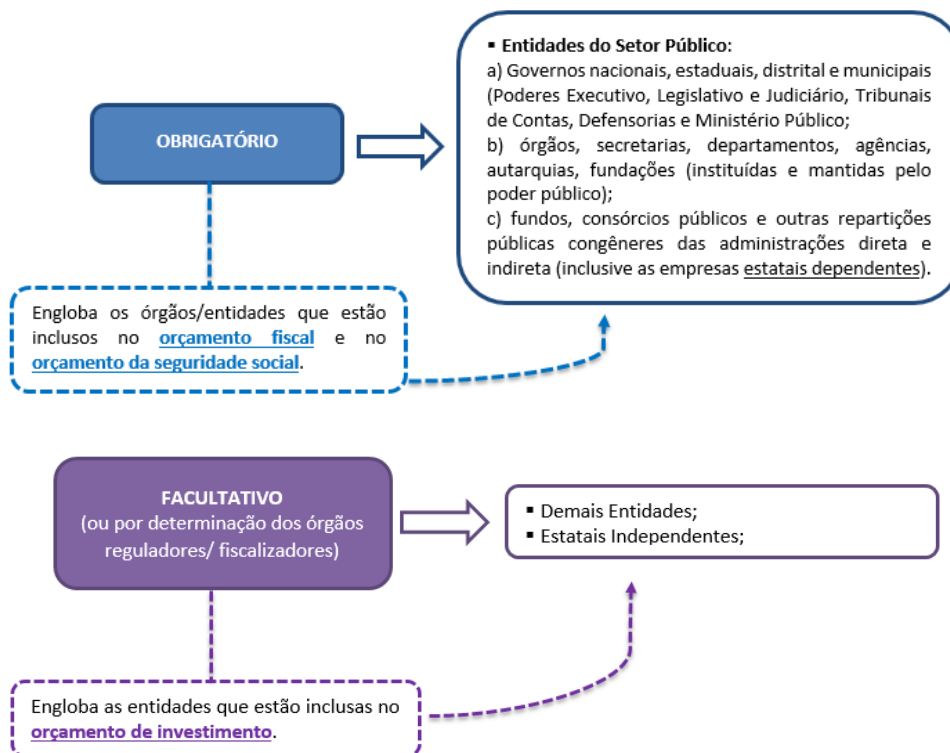 OBRIGATÓRIO
▪ Entidades do Setor Público:
a) Governos nacionais, estaduais, distrital e municipais
(Poderes Executivo, Legislativo e Judiciário, Tribunais
de Contas, Defensorias e Ministério Público;
b) órgãos, secretarias, departamentos, agências,
autarquias, fundações (instituídas e mantidas pelo
poder público);
c) fundos, consórcios públicos e outras repartições
públicas congêneres das administrações direta e
indireta (inclusive as empresas estatais dependentes).
Engloba os órgãos/entidades que estão
inclusos no orçamento fiscal e no
orçamento da seguridade social.
FACULTATIVO
(ou por determinação dos órgãos
reguladores/ fiscalizadores)
▪ Demais Entidades;
▪ Estatais Independentes;
Engloba as entidades que estão inclusas no
orçamento de investimento.